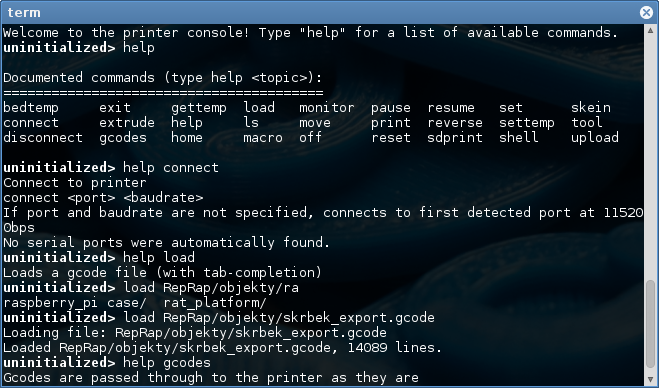 term
Welcome to the printer console! Type "help" for a list of available commands.
uninitialized> help
Documented commands (type help <topic>):
========================================
bedtemp     exit     gettemp  load   monitor  pause  resume   set      skein
connect     extrude  help     ls     move     print  reverse  settemp  tool
disconnect  gcodes   home     macro  off      reset  sdprint  shell    upload
uninitialized> help connect
Connect to printer
connect <port> <baudrate>
If port and baudrate are not specified, connects to first detected port at 11520
0bps
No serial ports were automatically found.
uninitialized> help load
Loads a gcode file (with tab-completion)
uninitialized> load RepRap/objekty/ra
raspberry_pi case/  rat_platform/
uninitialized> load RepRap/objekty/skrbek_export.gcode
Loading file: RepRap/objekty/skrbek_export.gcode
Loaded RepRap/objekty/skrbek_export.gcode, 14089 lines.
uninitialized> help gcodes
Gcodes are passed through to the printer as they are